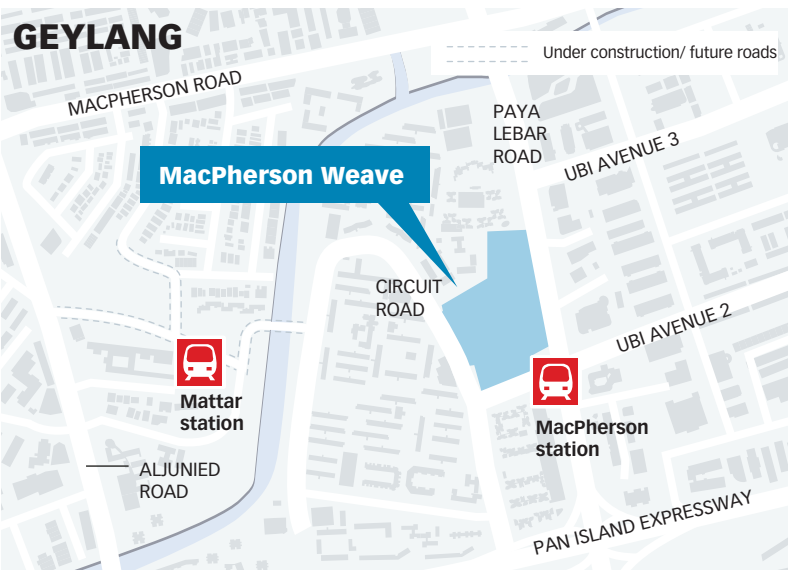 GEYLANG
Under construction/ future roads
MACPHERSON ROAD
PAYA
LEBAR
ROAD
UBI AVENUE 3
MacPherson Weave
CIRCUIT
ROAD
UBI AVENUE 2
Mattar
station
MacPherson
station
ALJUNIED
ROAD
PAN ISLAND EXPRESSWAY